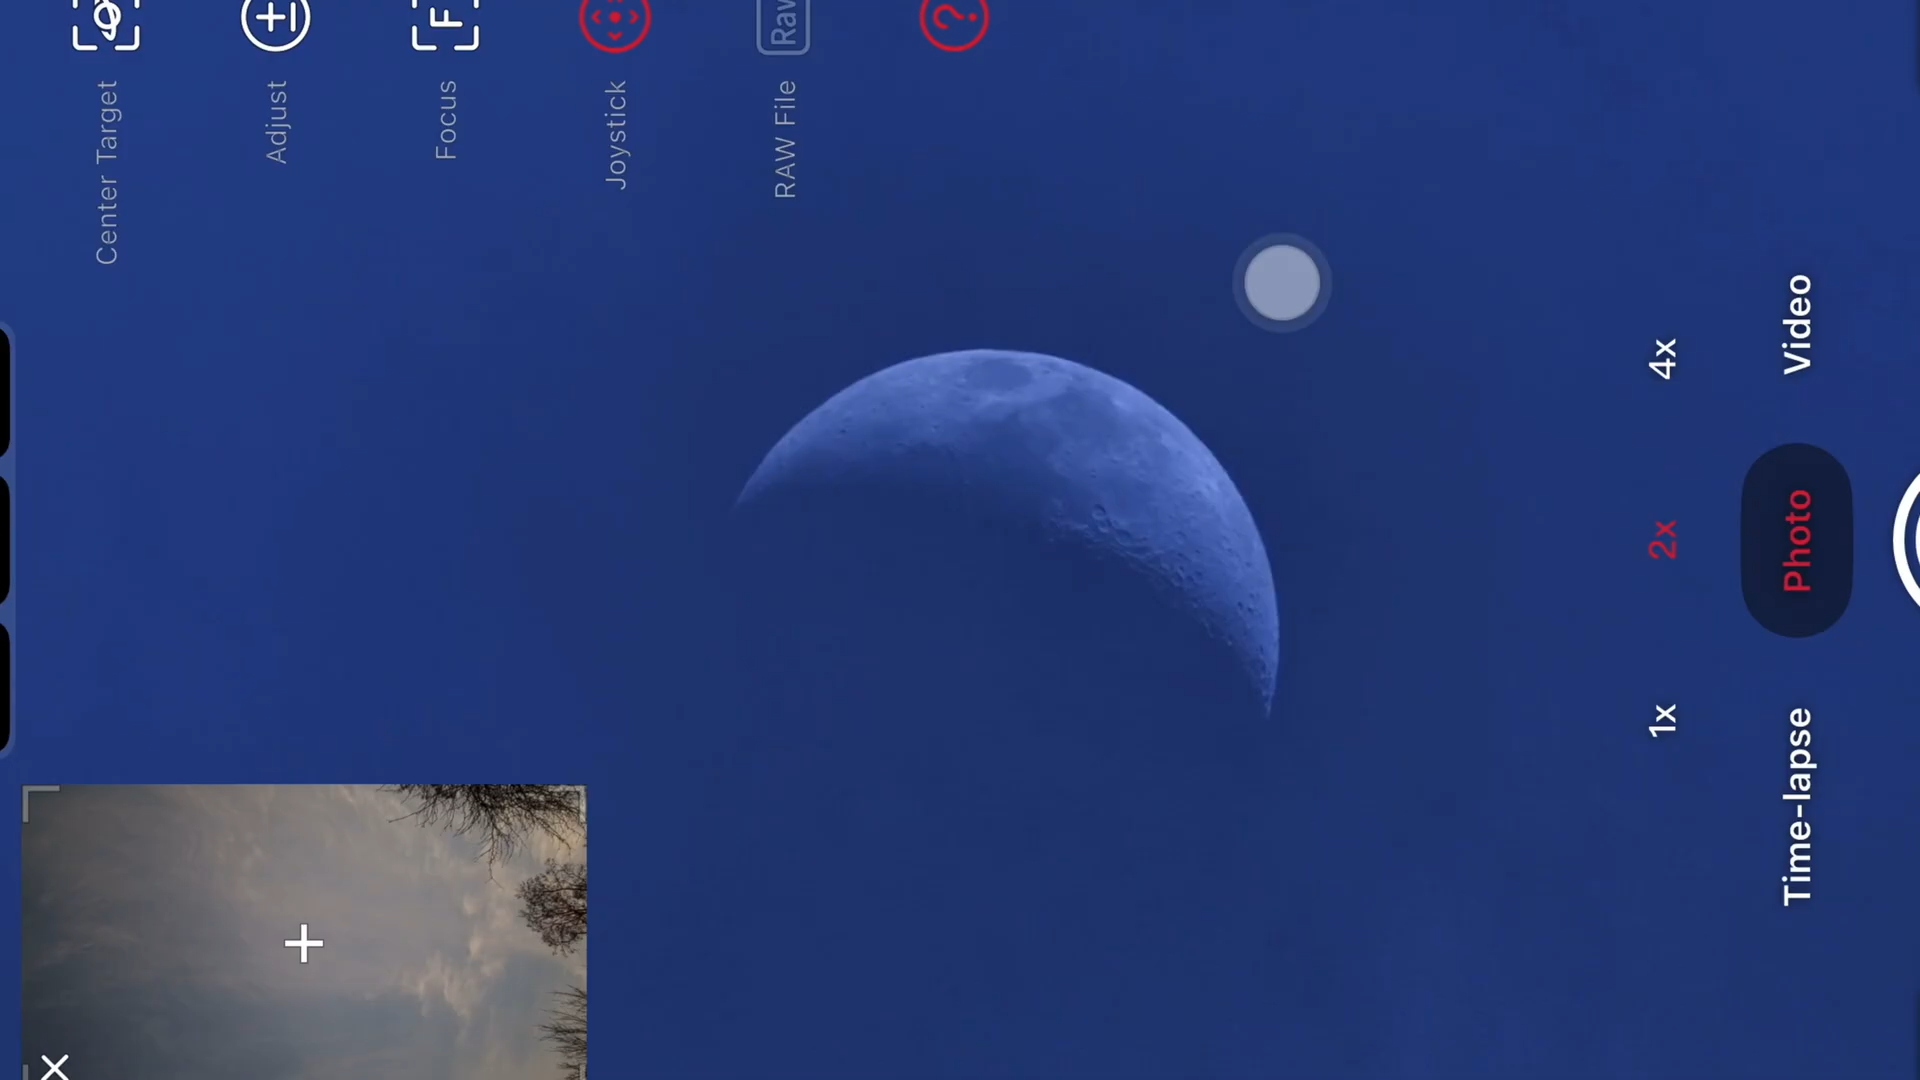 Center Target
Adjust
Focus
Joystick
RAW File
Raw
F
?
4x
2x
1x
Video
Photo
Time-lapse